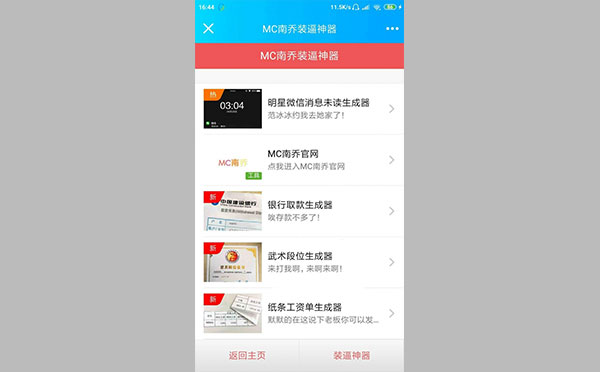 16:44
11.5K/s
86
MC南乔装逼神器
MC南乔装逼神器
热
03:04
明星微信消息未读生成器
范冰冰约我去她家了！
MC南乔
工具
MC南乔官网
点我进入MC南乔官网
新
中国建设银行
银行取款生成器
唉存款不多了！
新
武术段位生成器
来打我啊，来啊来啊！
新
纸条工资单生成器
默默的在这说下老板你可以发...
返回主页
装逼神器